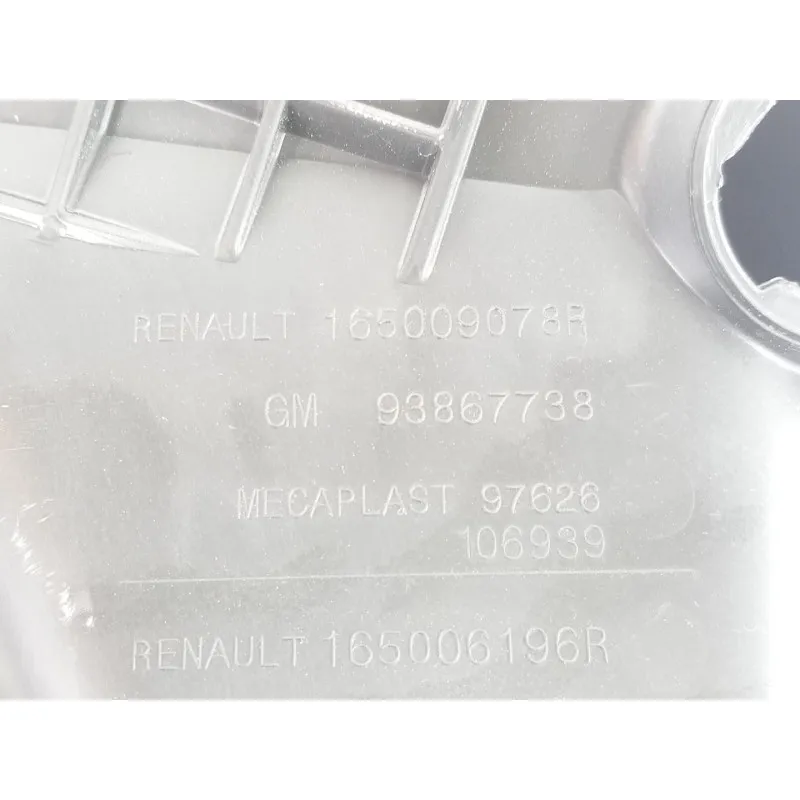 RENAULT 165009078R
GM 93867738
MECAPLAST 97626
106939
RENAULT 165006196R